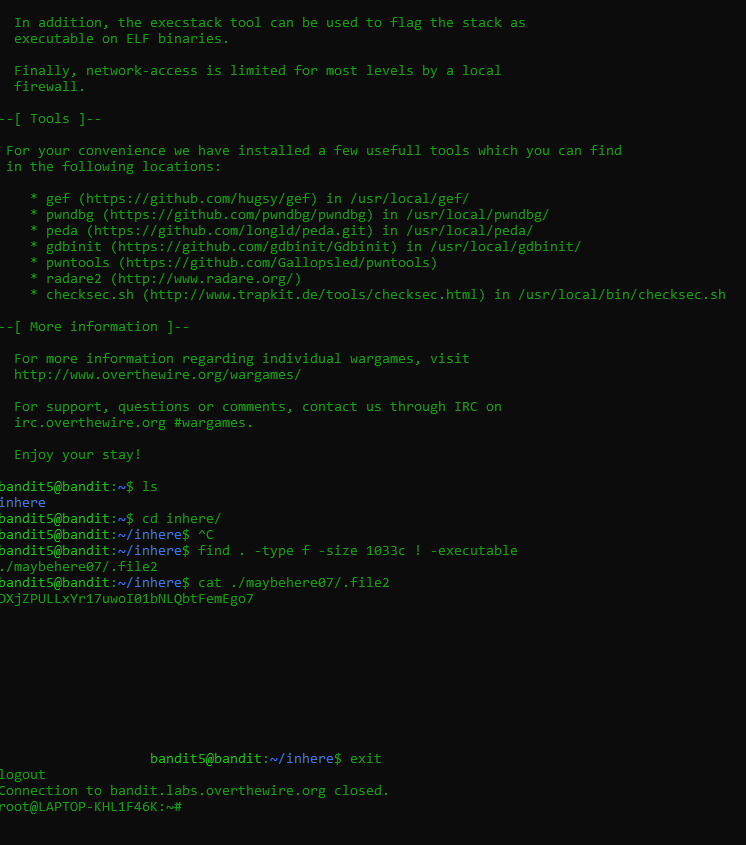 In addition, the execstack tool can be used to flag the stack as
executable on ELF binaries.
Finally, network-access is limited for most levels by a local
firewall.
--[ Tools ]--
For your convenience we have installed a few usefull tools which you can find
in the following locations:
* gef (https://github.com/hugsy/gef) in /usr/local/gef/
* pwndbg (https://github.com/pwndbg/pwndbg) in /usr/local/pwndbg/
* peda (https://github.com/longld/peda.git) in /usr/local/peda/
* gdbinit (https://github.com/gdbinit/Gdbinit) in /usr/local/gdbinit/
* pwntools (https://github.com/Gallopsled/pwntools)
* radare2 (http://www.radare.org/)
* checksec.sh (http://www.trapkit.de/tools/checksec.html) in /usr/local/bin/checksec.sh
--[ More information ]--
For more information regarding individual wargames, visit
http://www.overthewire.org/wargames/
For support, questions or comments, contact us through IRC on
irc.overthewire.org #wargames.
Enjoy your stay!
bandit5@bandit:~$ ls
inhere
bandit5@bandit:~$ cd inhere/
bandit5@bandit:~/inhere$ ^C
bandit5@bandit:~/inhere$ find . -type f -size 1033c ! -executable
./maybehere07/.file2
bandit5@bandit:~/inhere$ cat ./maybehere07/.file2
DXjZPULLxYr17uwoI01bNLQbtFemEgo7
bandit5@bandit:~/inhere$ exit
logout
Connection to bandit.labs.overthewire.org closed.
root@LAPTOP-KHL1F46K:~#